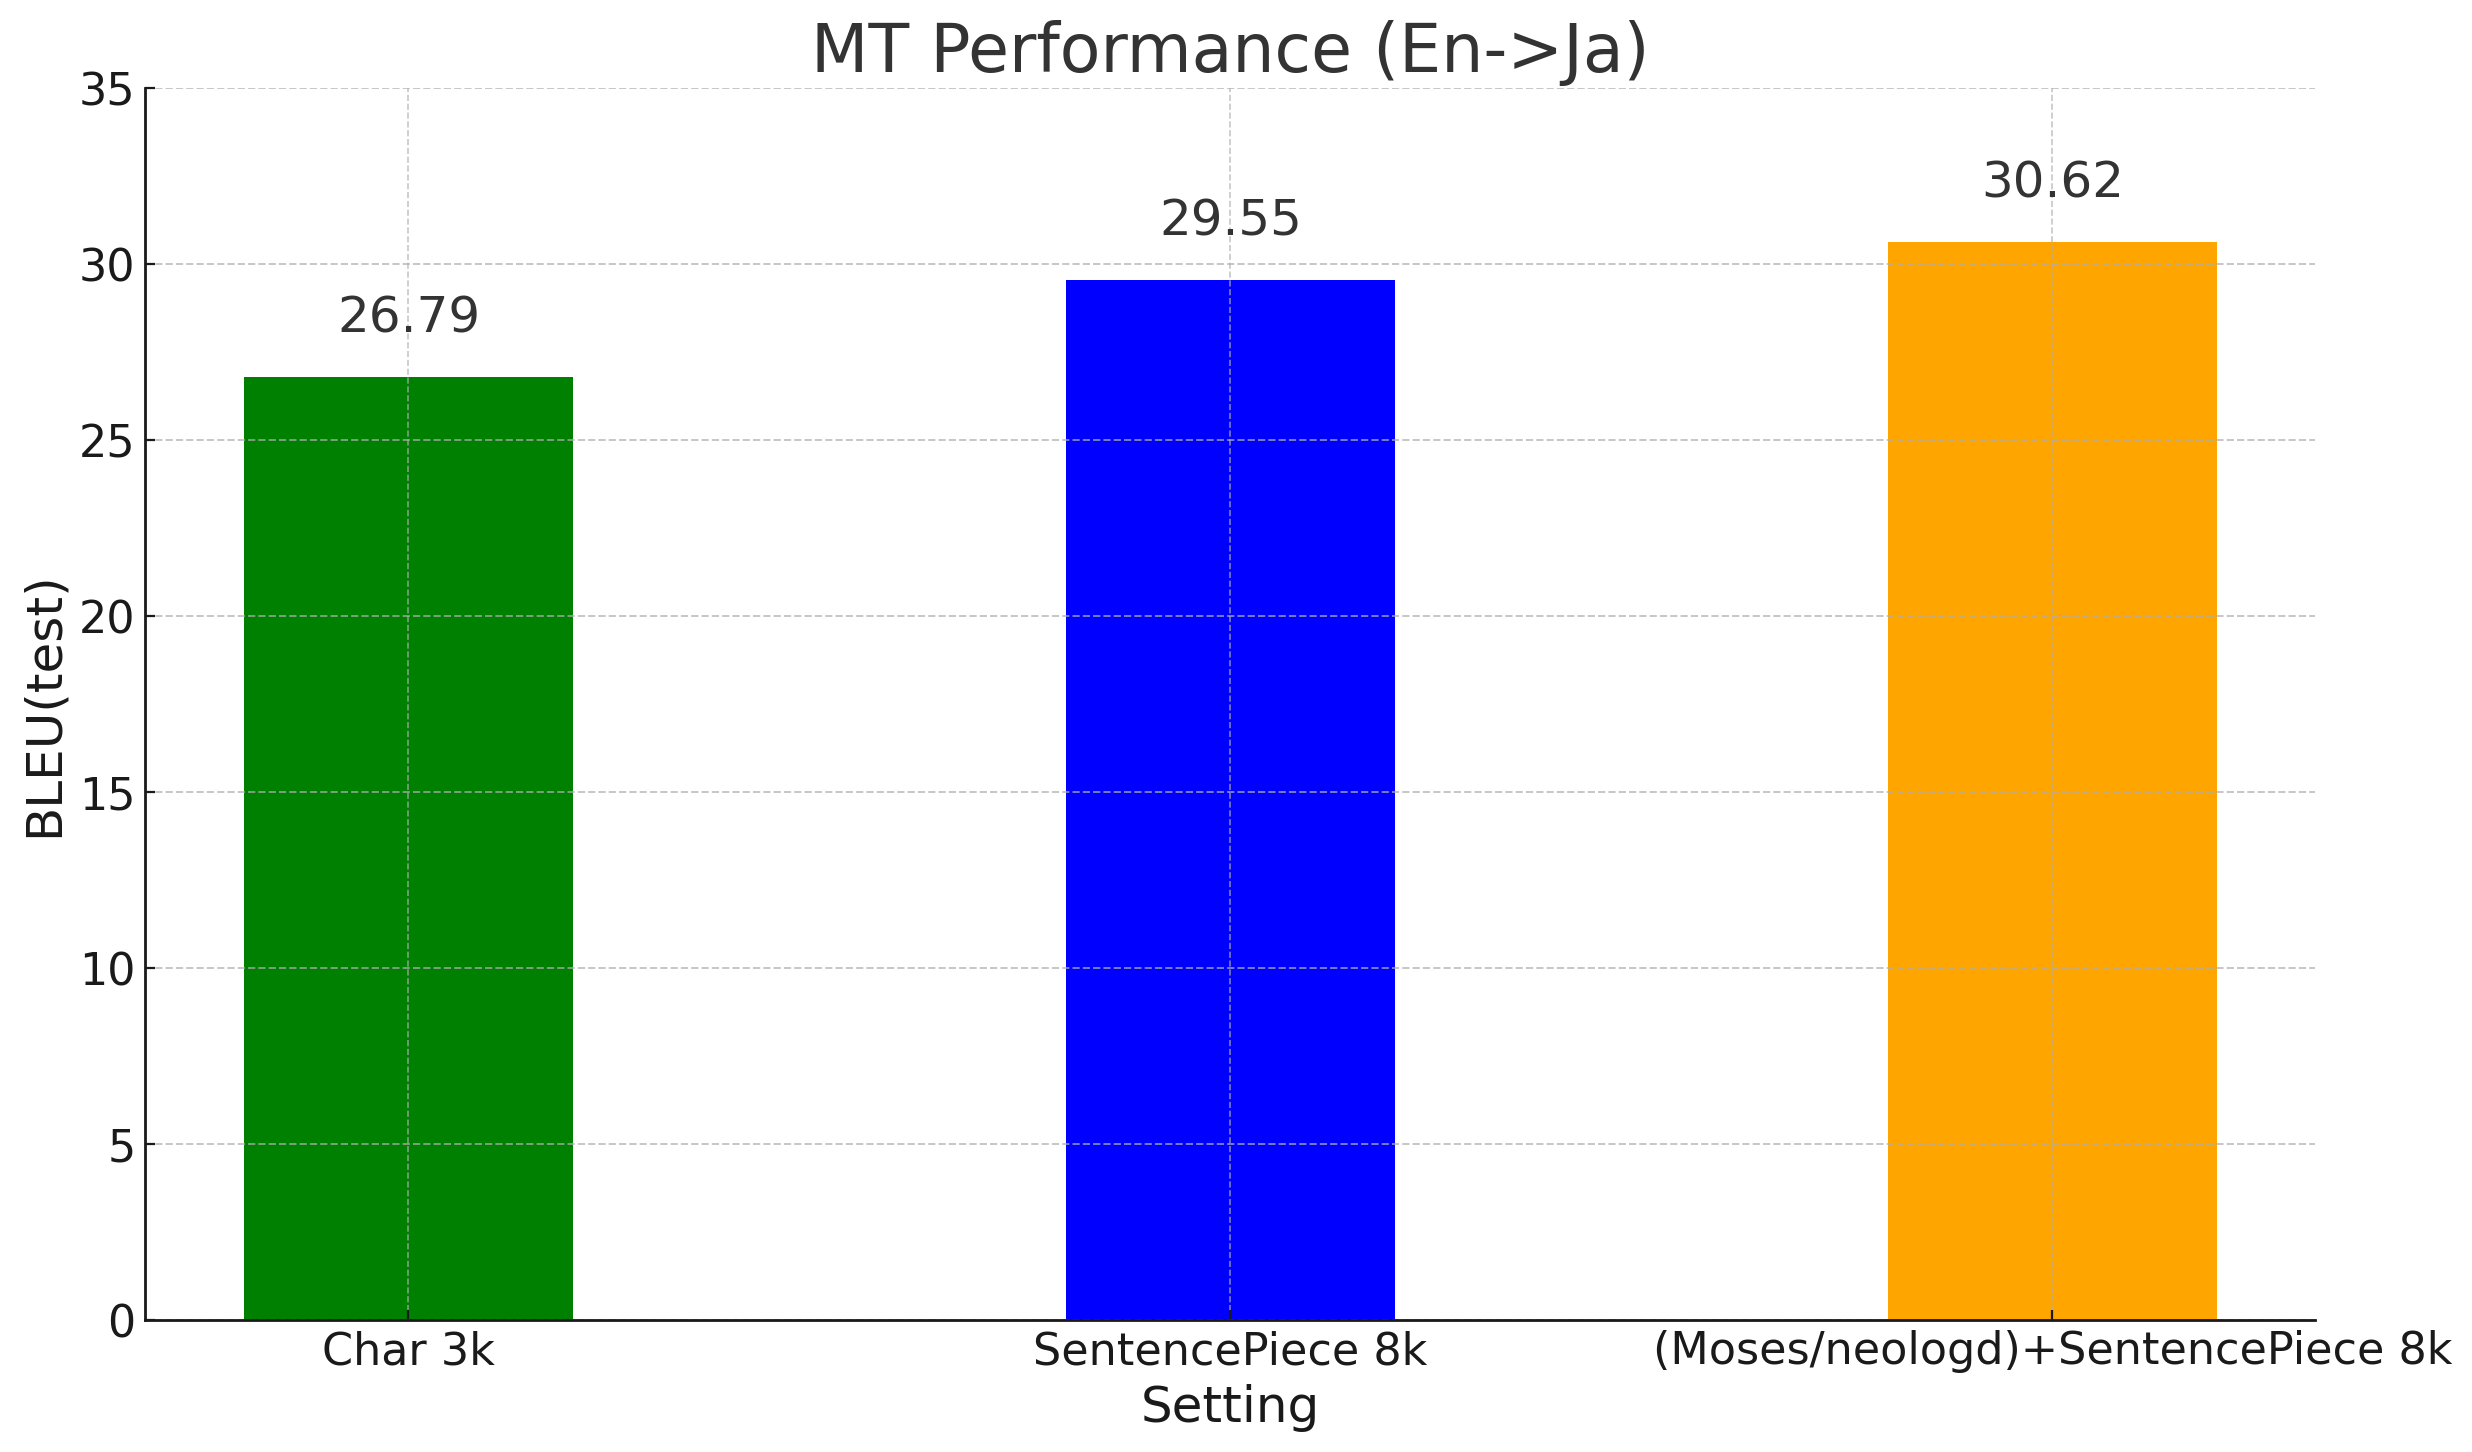 MT Performance (En->Ja)
BLEU(test)
35
30
25
20
15
10
5
0
26.79
29.55
30.62
Char 3k
SentencePiece 8k
(Moses/neologd)+SentencePiece 8k
Setting